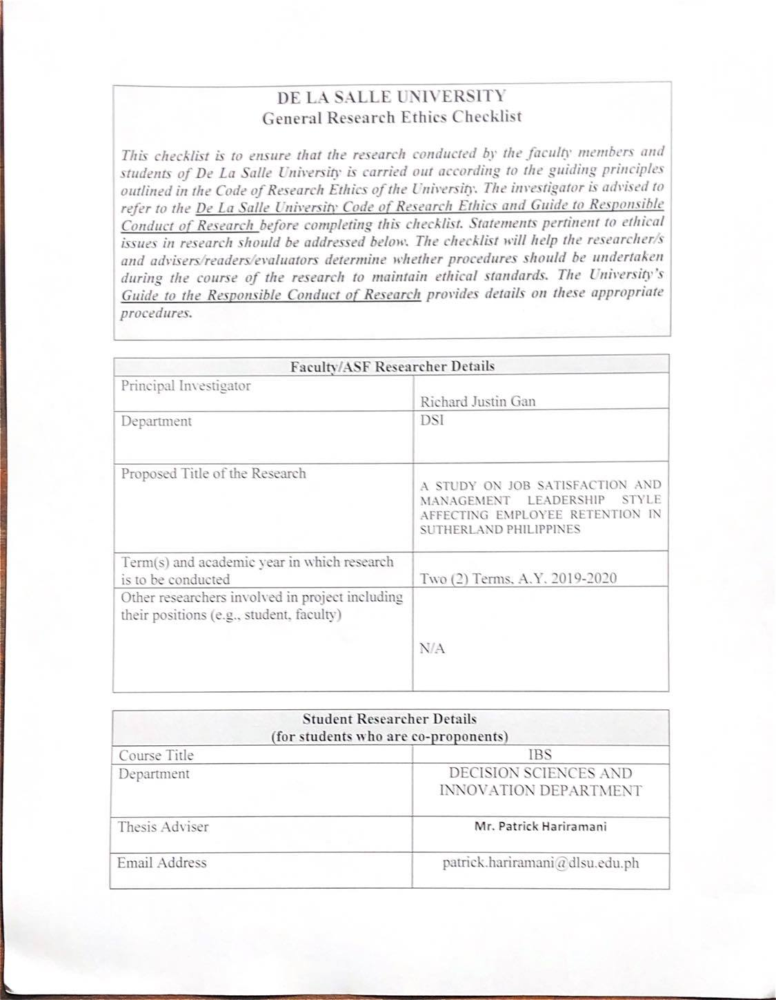 DE LA SALLE UNIVERSITY
General Research Ethics Checklist
This checklist is to ensure that the research conducted by the faculty members and
students of De La Salle University is carried out according to the guiding principles
outlined in the Code of Research Ethics of the University. The investigator is advised to
refer to the De La Salle University Code of Research Ethics and Guide to Responsible
Conduct of Research before completing this checklist. Statements pertinent to ethical
issues in research should be addressed below. The checklist will help the researcher/s
and advisers/readers/evaluators determine whether procedures should be undertaken
during the course of the research to maintain ethical standards. The University's
Guide to the Responsible Conduct of Research provides details on these appropriate
procedures.
Faculty/ASF Researcher Details
Principal Investigator
Richard Justin Gan
Department
DSI
Proposed Title of the Research
A STUDY ON JOB SATISFACTION AND
MANAGEMENT LEADERSHIP STYLE
AFFECTING EMPLOYEE RETENTION IN
SUTHERLAND PHILIPPINES
Term(s) and academic year in which research
is to be conducted
Two (2) Terms, A.Y. 2019-2020
Other researchers involved in project including
their positions (e.g., student, faculty)
N/A
Student Researcher Details
(for students who are co-proponents)
Course Title
IBS
Department
DECISION SCIENCES AND
INNOVATION DEPARTMENT
Thesis Adviser
Mr. Patrick Hariramani
Email Address
patrick.hariramani@dlsu.edu.ph